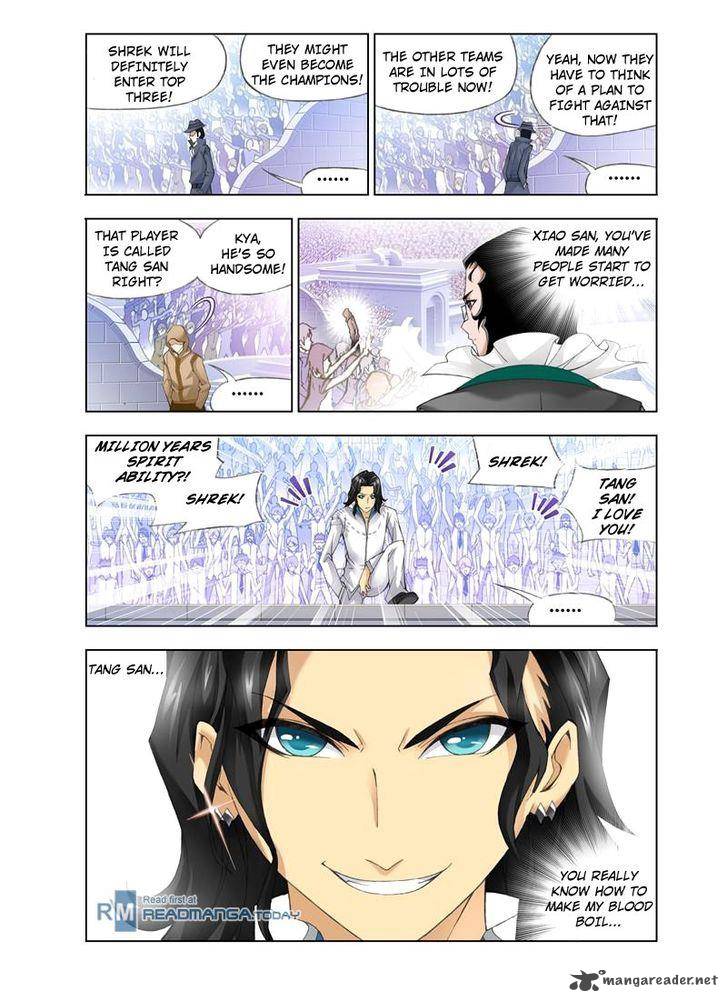 SHREK WILL
DEFINITELY
ENTER TOP
THREE!
THEY MIGHT
EVEN BECOME
THE CHAMPIONS!
......
THE OTHER TEAMS
ARE IN LOTS OF
TROUBLE NOW!
YEAH, NOW THEY
HAVE TO THINK
OF A PLAN TO
FIGHT AGAINST
THAT!
......
THAT PLAYER
IS CALLED
TANG SAN
RIGHT?
KYA,
HE'S SO
HANDSOME!
......
XIAO SAN, YOU'VE
MADE MANY
PEOPLE START TO
GET WORRIED...
MILLION YEARS
SPIRIT
ABILITY?!
SHREK!
SHREK!
TANG
SAN!
I LOVE
YOU!
......
TANG SAN...
YOU REALLY
KNOW HOW TO
MAKE MY BLOOD
BOIL...
RM
Read first at
READMANGA.TODAY
mangareader.net